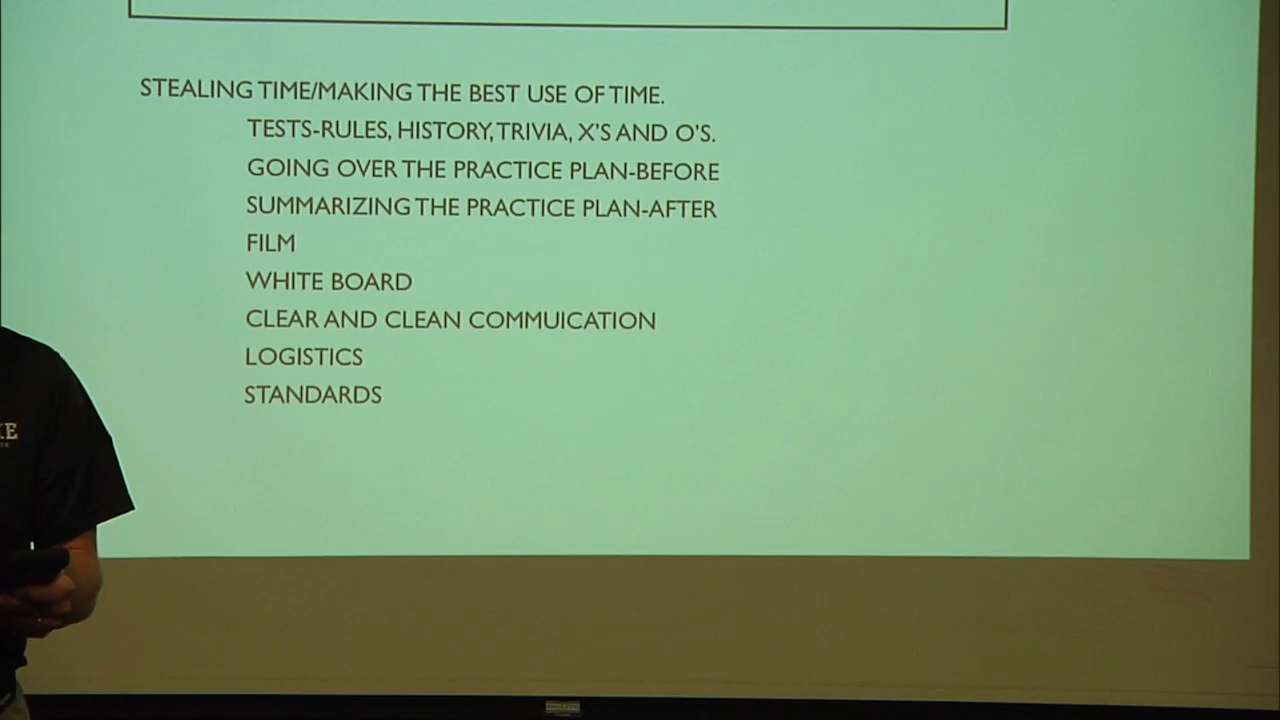 STEALING TIME/MAKING THE BEST USE OF TIME.
TESTS-RULES, HISTORY, TRIVIA, X'S AND O'S.
GOING OVER THE PRACTICE PLAN-BEFORE
SUMMARIZING THE PRACTICE PLAN-AFTER
FILM
WHITE BOARD
CLEAR AND CLEAN COMMUICATION
LOGISTICS
STANDARDS